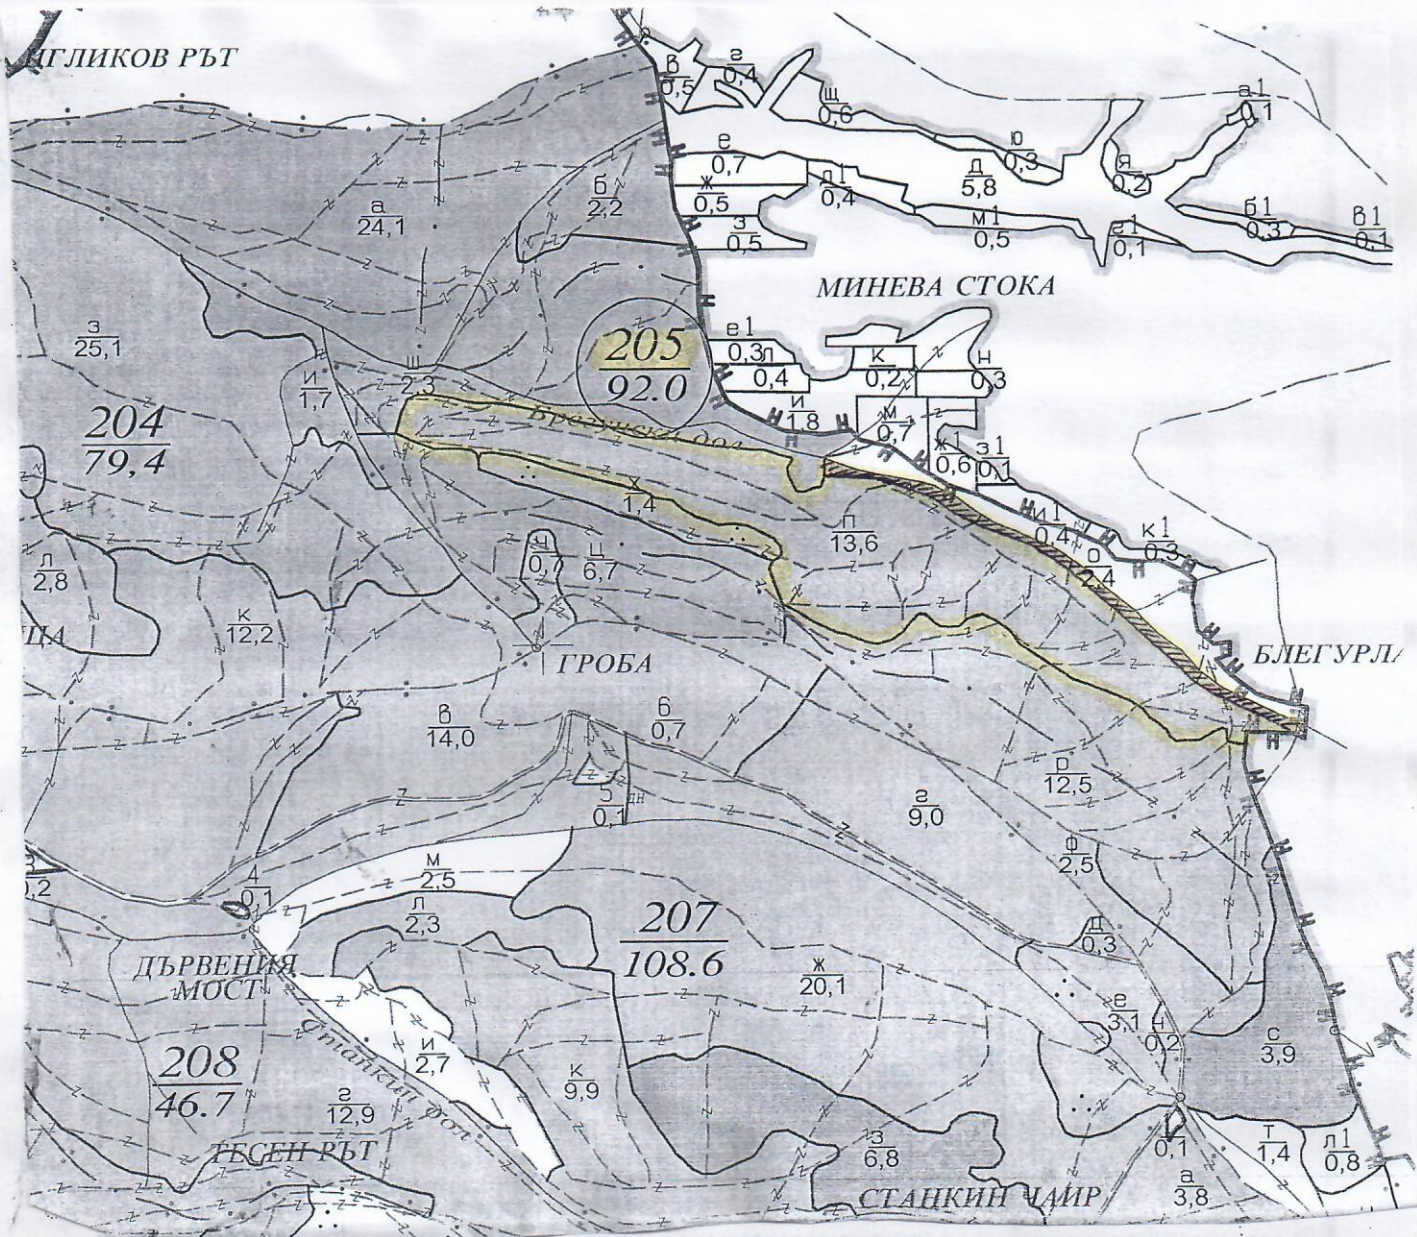 ИГЛИКОВ РЪТ
в
0,5
г
0,4
щ
0,6
а1
0,1
е
0,7
ю
0,3
д
5,8
я
0,2
ж
0,5
л1
0,4
м1
0,5
г1
0,1
б1
0,3
в1
0,1
з
0,5
а
24,1
б
2,2
МИНЕВА СТОКА
з
25,1
205
92.0
е1
0,3
л
0,4
к
0,2
н
0,3
и
1,7
ш
2,3
и
1,8
м
0,7
204
79,4
ж1
0,6
з1
0,1
х
1,4
п
13,6
и1
0,4
о
2,4
к1
0,3
л
2,8
ч
0,7
ц
6,7
к
12,2
ГРОБА
БЛЕГУРЛА
в
14,0
6
0,7
р
12,5
5
0,1
дн
г
9,0
ф
2,5
0,2
4
0,1
м
2,5
л
2,3
207
108.6
д
0,3
ДЪРВЕНИЯ
МОСТ
ж
20,1
е
3,1
н
0,2
с
3,9
208
46.7
и
2,7
к
9,9
г
12,9
ТЕСЕН РЪТ
з
6,8
0,1
т
1,4
л1
0,8
СТАНКИН ЧАИР
а
3,8